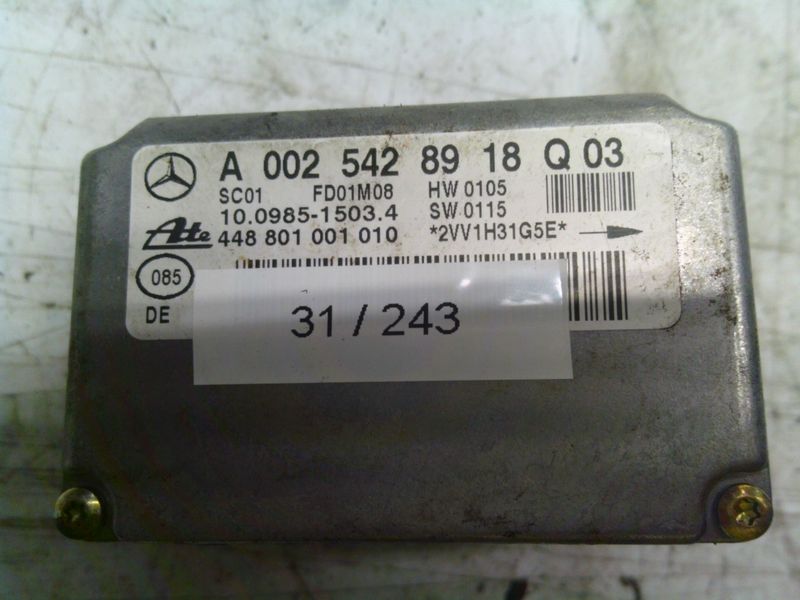 A 002 542 89 18 Q 03
SC01 FD01M08 HW 0105
10.0985-1503.4 SW 0115
Ate 448 801 001 010 *2VV1H31G5E*
085
DE
31 / 243